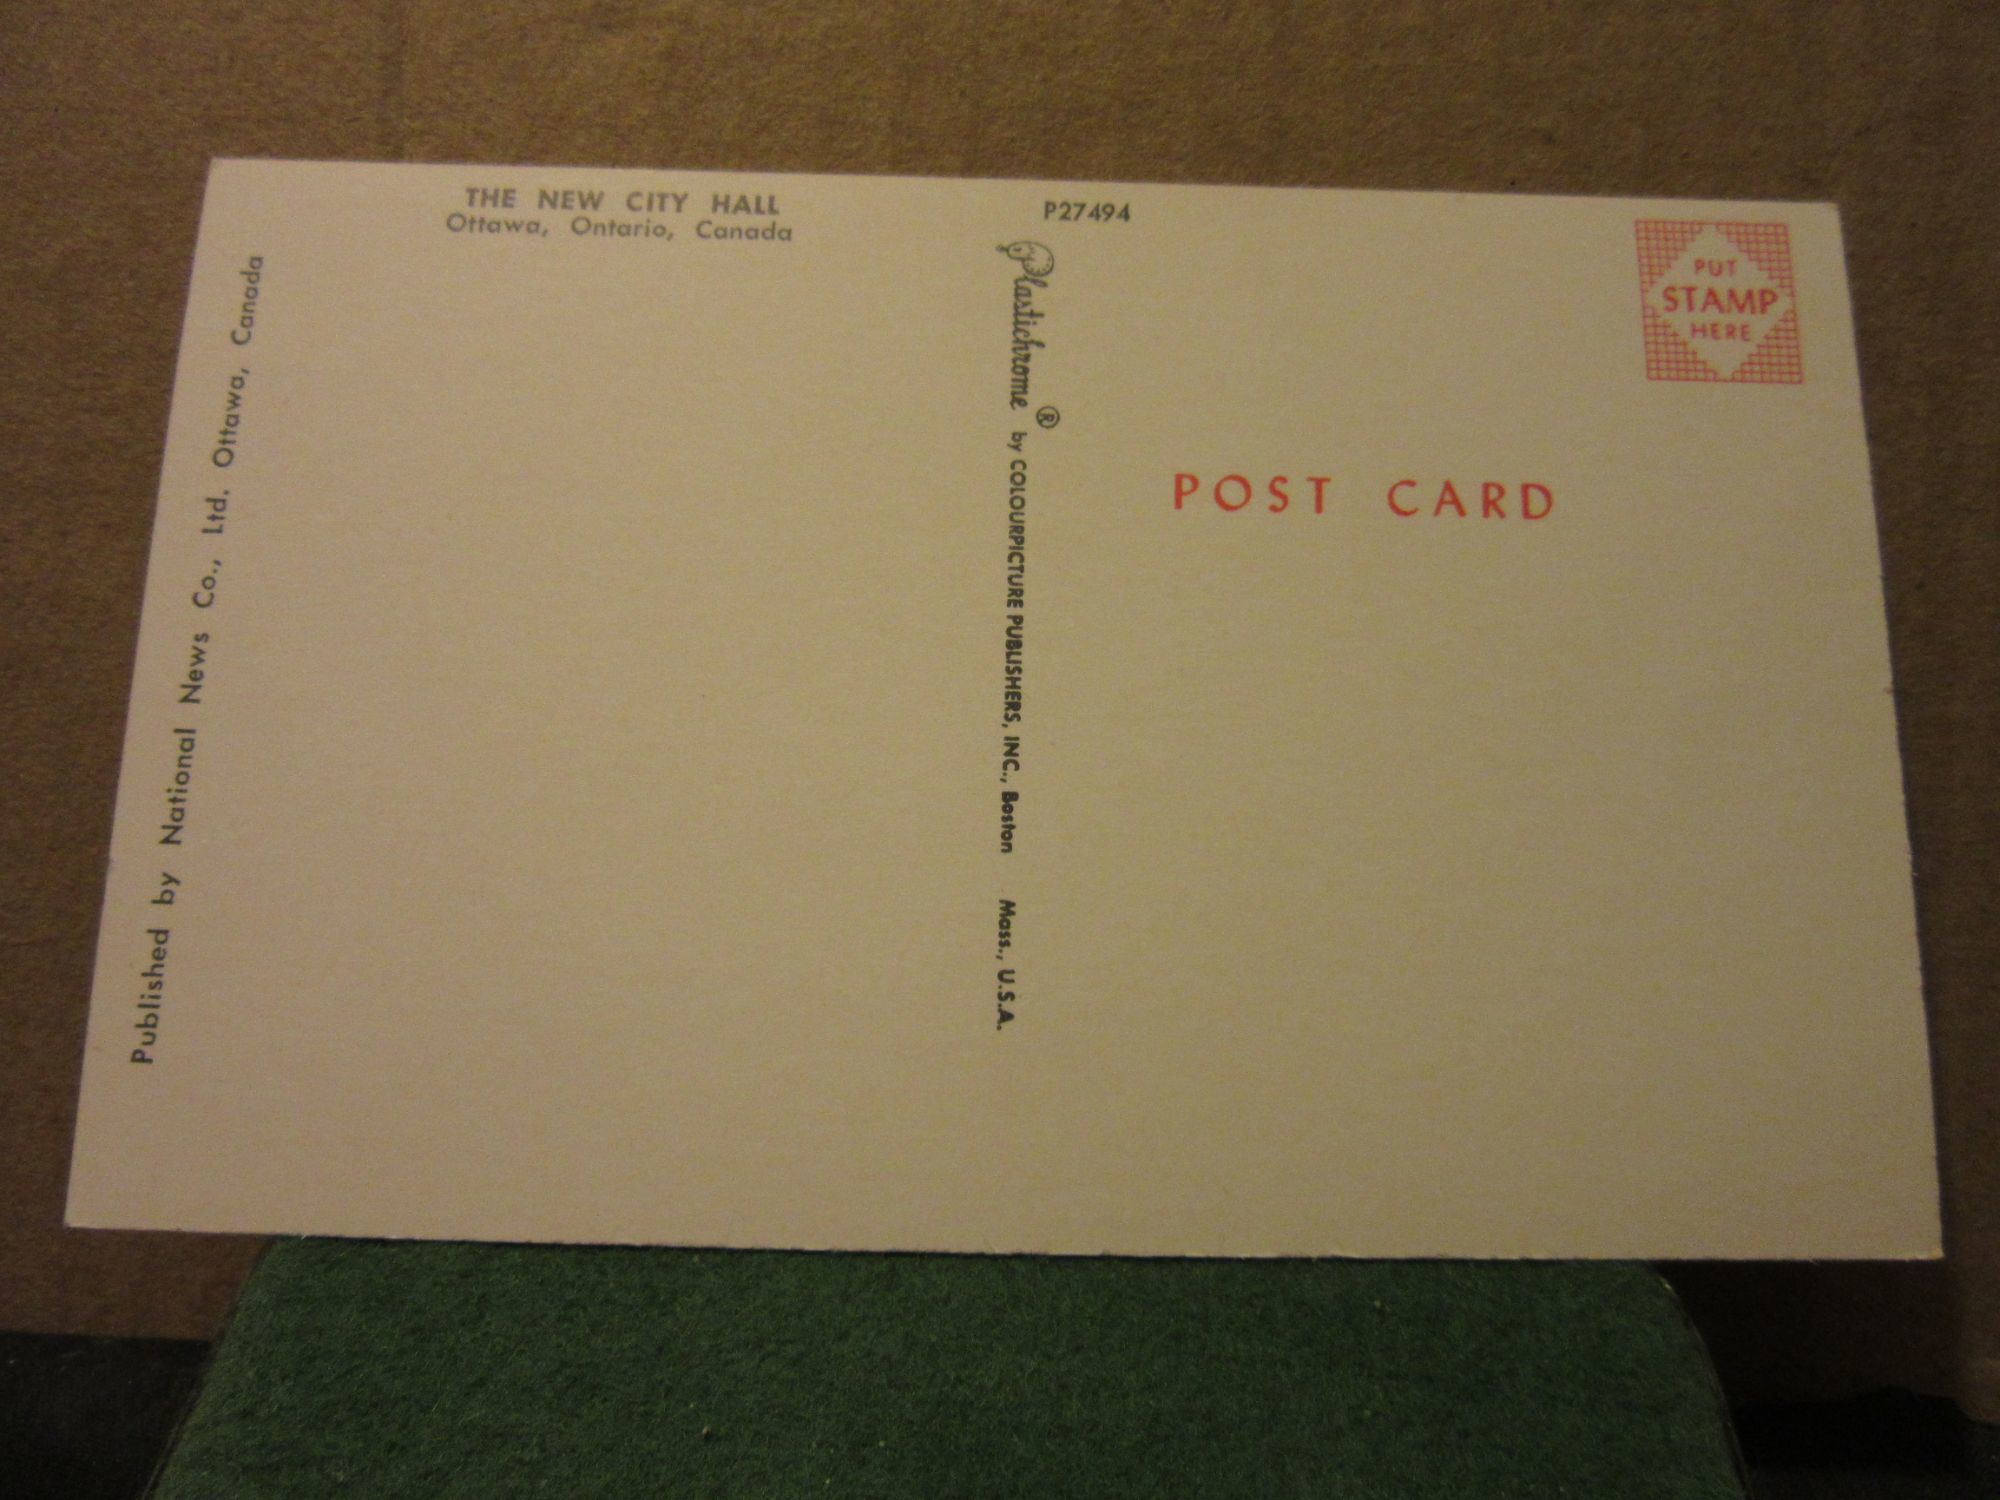 THE NEW CITY HALL
Ottawa, Ontario, Canada
Published by National News Co., Ltd. Ottawa, Canada
P27494
Plastichrome ® by COLOURPICTURE PUBLISHERS, INC., Boston Mass., U.S.A.
PUT
STAMP
HERE
POST CARD